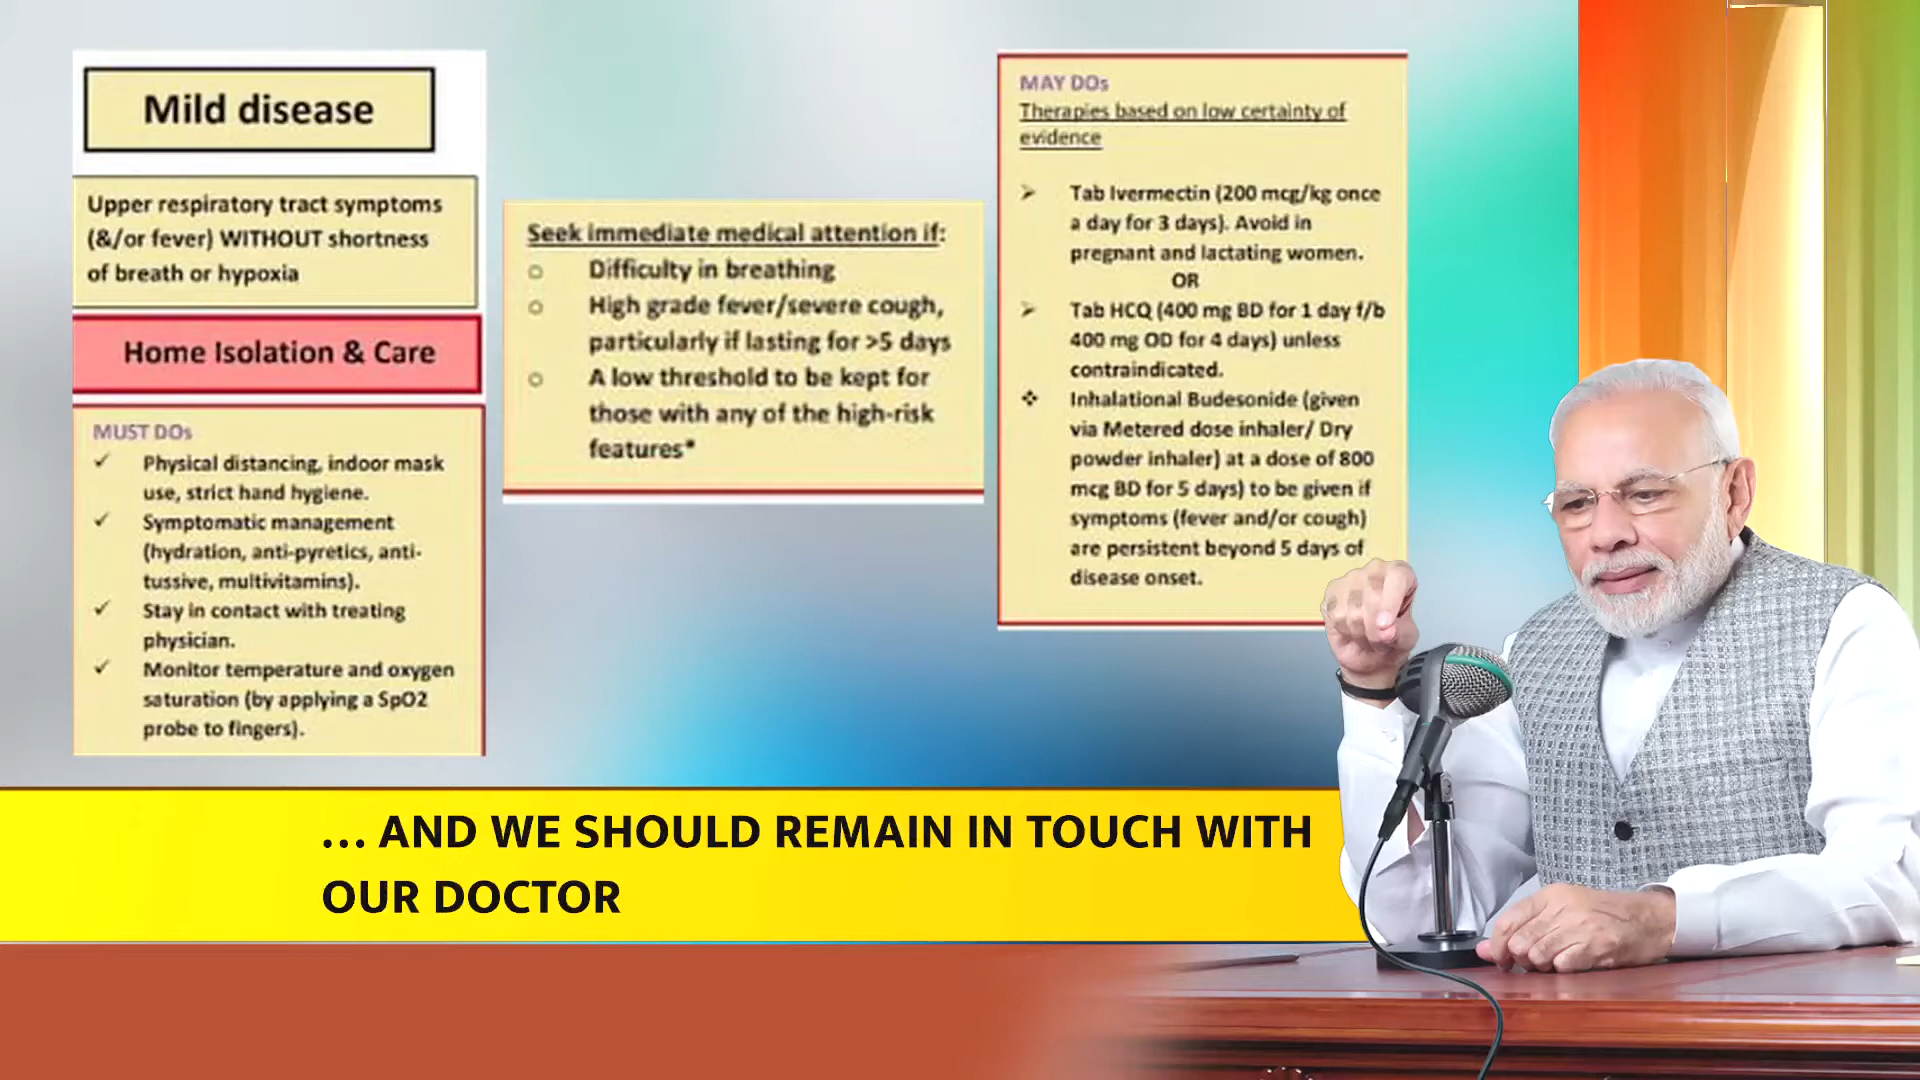 Mild disease
Upper respiratory tract symptoms
(&/or fever) WITHOUT shortness
of breath or hypoxia
Home Isolation & Care
MUST DOs
✓ Physical distancing, indoor mask
use, strict hand hygiene.
✓ Symptomatic management
(hydration, anti-pyretics, anti-
tussive, multivitamins).
✓ Stay in contact with treating
physician.
✓ Monitor temperature and oxygen
saturation (by applying a SpO2
probe to fingers).
Seek immediate medical attention if:
o Difficulty in breathing
o High grade fever/severe cough,
particularly if lasting for >5 days
o A low threshold to be kept for
those with any of the high-risk
features*
MAY DOs
Therapies based on low certainty of
evidence
➢ Tab Ivermectin (200 mcg/kg once
a day for 3 days). Avoid in
pregnant and lactating women.
OR
➢ Tab HCQ (400 mg BD for 1 day f/b
400 mg OD for 4 days) unless
contraindicated.
❖ Inhalational Budesonide (given
via Metered dose inhaler/ Dry
powder inhaler) at a dose of 800
mcg BD for 5 days) to be given if
symptoms (fever and/or cough)
are persistent beyond 5 days of
disease onset.
... AND WE SHOULD REMAIN IN TOUCH WITH
OUR DOCTOR